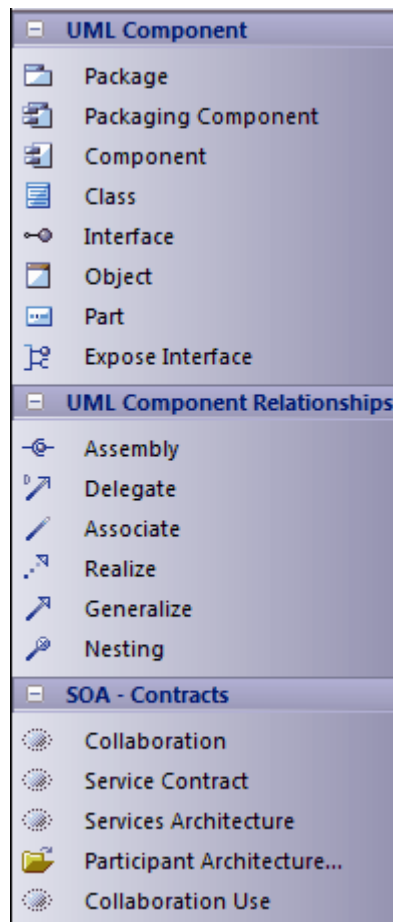 UML Component
Package
Packaging Component
Component
Class
Interface
Object
Part
Expose Interface
UML Component Relationships
Assembly
Delegate
Associate
Realize
Generalize
Nesting
SOA - Contracts
Collaboration
Service Contract
Services Architecture
Participant Architecture...
Collaboration Use